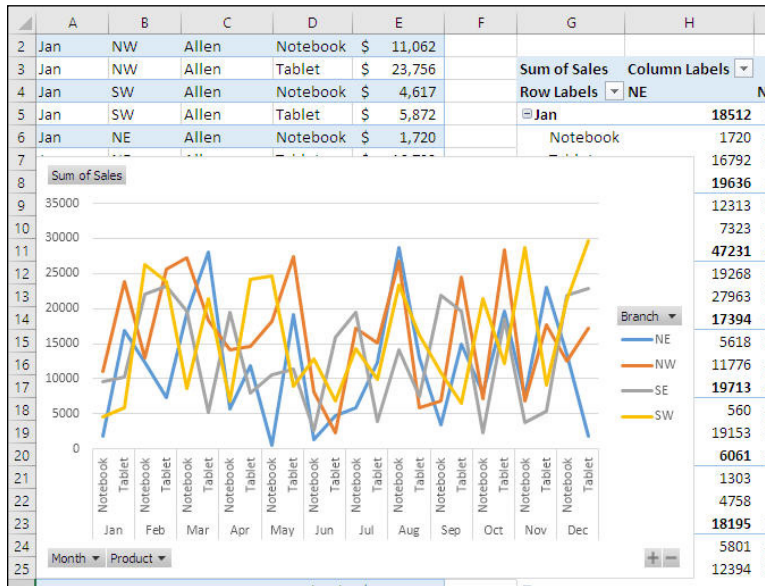 A B C D E F G H
2 Jan NW Allen Notebook $ 11,062
3 Jan NW Allen Tablet $ 23,756 Sum of Sales Column Labels
4 Jan SW Allen Notebook $ 4,617 Row Labels NE
5 Jan SW Allen Tablet $ 5,872 Jan 18512
6 Jan NE Allen Notebook $ 1,720 Notebook 1720
7 16792
8 19636
9 12313
10 7323
11 47231
12 19268
13 27963
14 17394
15 5618
16 11776
17 19713
18 560
19 19153
20 6061
21 1303
22 4758
23 18195
24 5801
25 12394
Sum of Sales
35000
30000
25000
20000
15000
10000
5000
0
Notebook Tablet Notebook Tablet Notebook Tablet Notebook Tablet Notebook Tablet Notebook Tablet Notebook Tablet Notebook Tablet Notebook Tablet Notebook Tablet Notebook Tablet Notebook Tablet
Jan Feb Mar Apr May Jun Jul Aug Sep Oct Nov Dec
Branch
NE
NW
SE
SW
Month Product